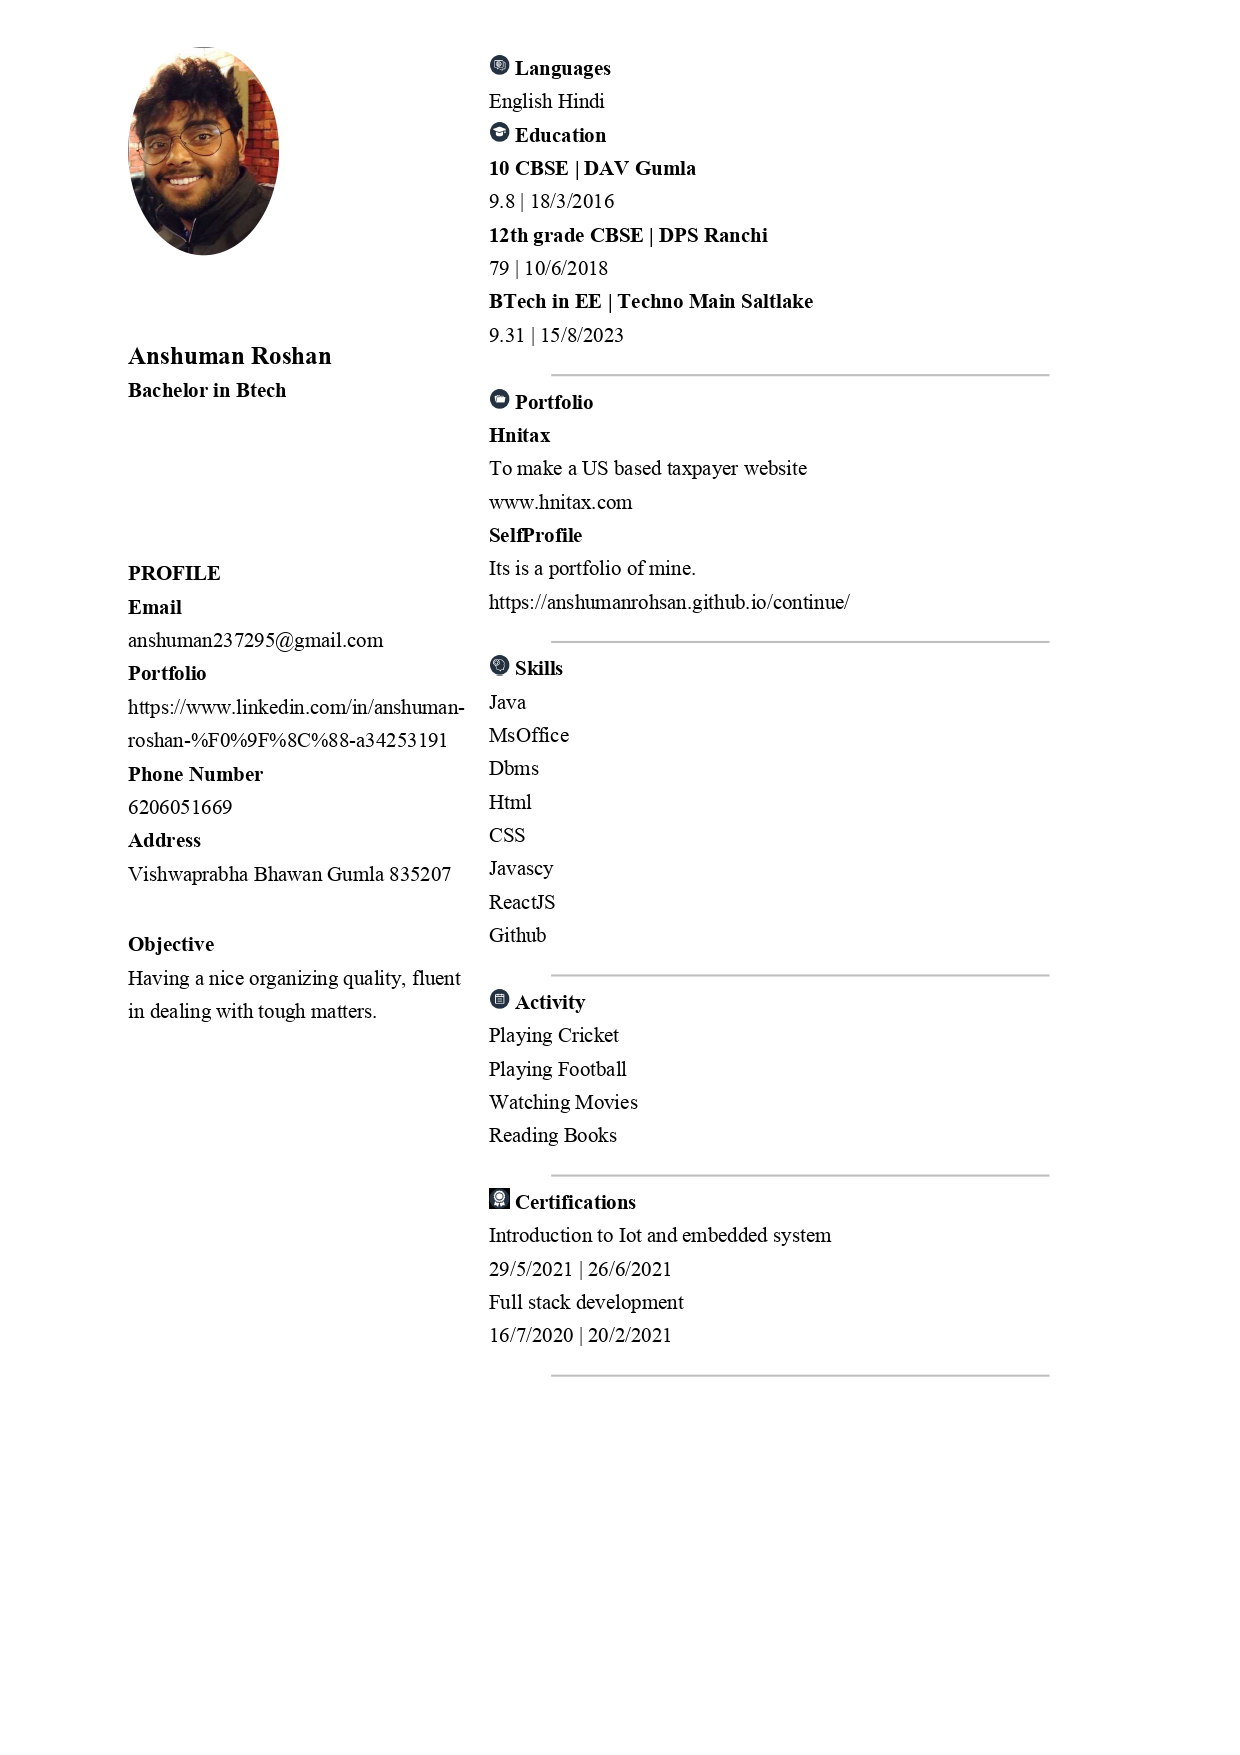 Anshuman Roshan
Bachelor in Btech
PROFILE
Email
anshuman237295@gmail.com
Portfolio
https://www.linkedin.com/in/anshuman-
roshan-%F0%9F%8C%88-a34253191
Phone Number
6206051669
Address
Vishwaprabha Bhawan Gumla 835207
Objective
Having a nice organizing quality, fluent
in dealing with tough matters.
Languages
English Hindi
Education
10 CBSE | DAV Gumla
9.8 | 18/3/2016
12th grade CBSE | DPS Ranchi
79 | 10/6/2018
BTech in EE | Techno Main Saltlake
9.31 | 15/8/2023
Portfolio
Hnitax
To make a US based taxpayer website
www.hnitax.com
SelfProfile
Its is a portfolio of mine.
https://anshumanrohsan.github.io/continue/
Skills
Java
MsOffice
Dbms
Html
CSS
Javascy
ReactJS
Github
Activity
Playing Cricket
Playing Football
Watching Movies
Reading Books
Certifications
Introduction to Iot and embedded system
29/5/2021 | 26/6/2021
Full stack development
16/7/2020 | 20/2/2021